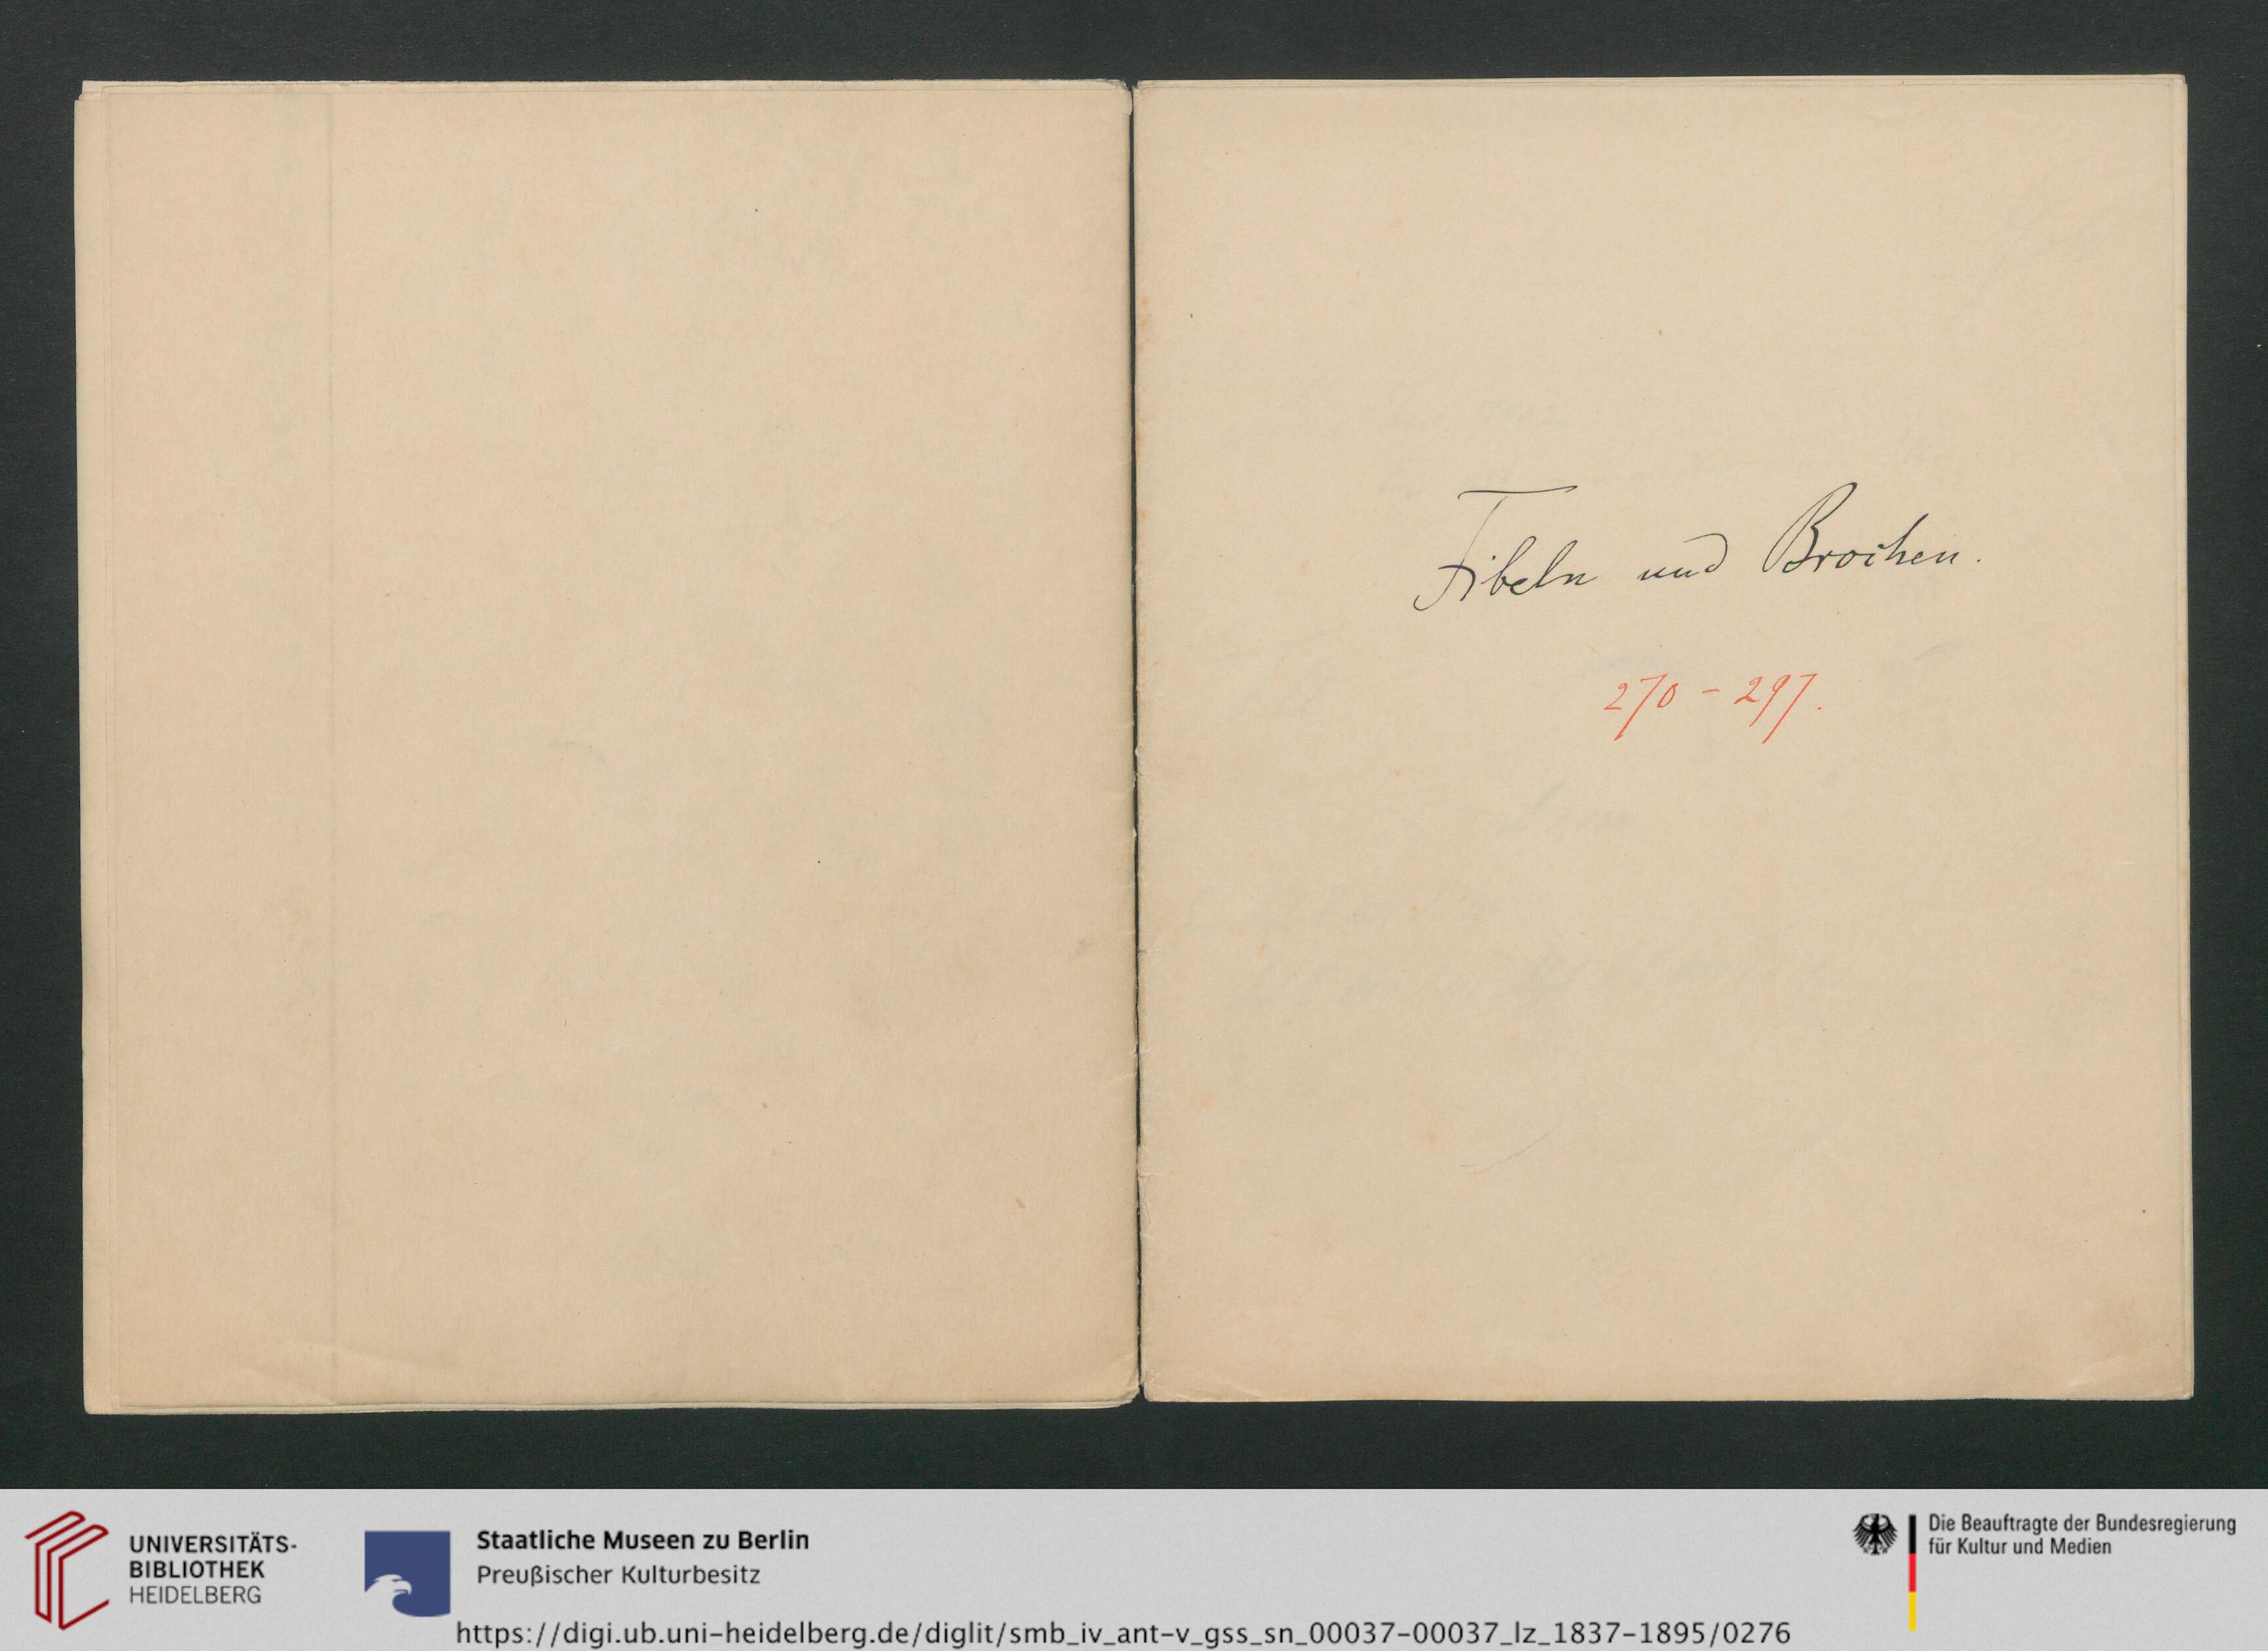 Fibeln und Brochen.
270 - 297.
UNIVERSITÄTS-
BIBLIOTHEK
HEIDELBERG
Staatliche Museen zu Berlin
Preußischer Kulturbesitz
Die Beauftragte der Bundesregierung
für Kultur und Medien
https://digi.ub.uni-heidelberg.de/diglit/smb_iv_ant-v_gss_sn_00037-00037_lz_1837-1895/0276